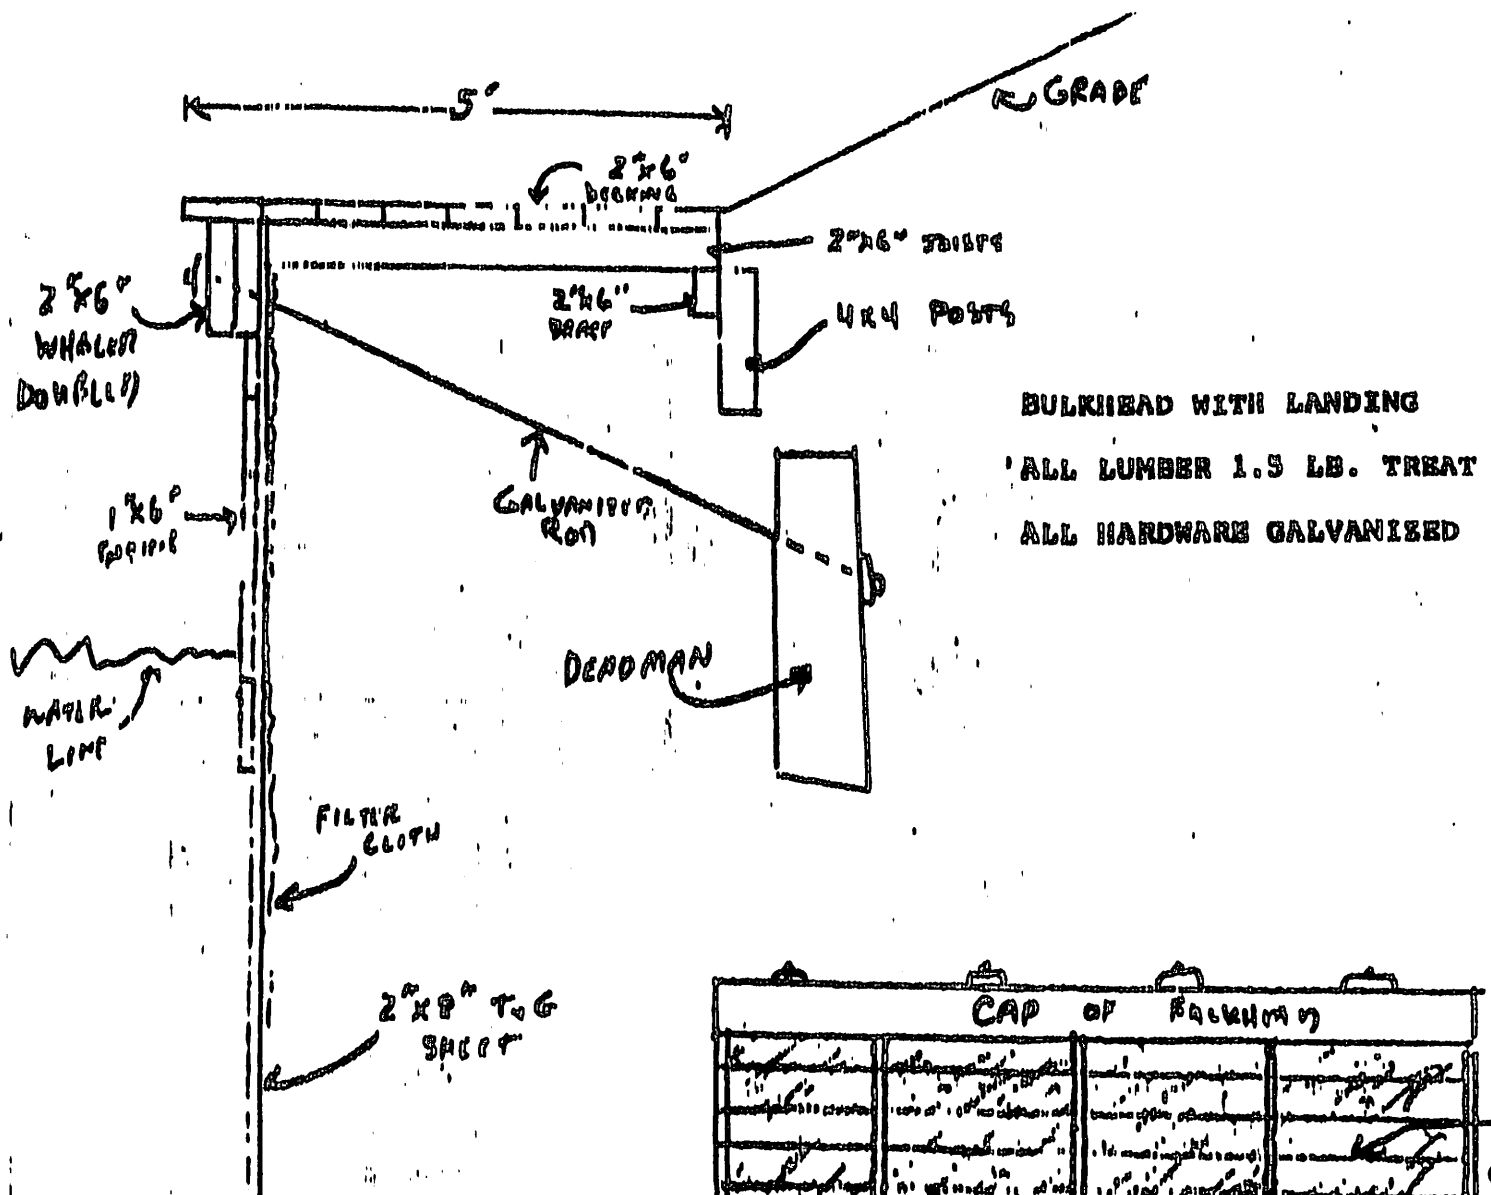 5'
GRADE
2"x6"
DECKING
2"x6" JOISTS
2"x6"
WHALER
DOUBLED
2"x6"
BRACE
4x4 POSTS
BULKHEAD WITH LANDING
ALL LUMBER 1.5 LB. TREAT
ALL HARDWARE GALVANIZED
GALVANIZED
ROD
1"x6"
DEADMAN
WATER
LINE
FILTER
CLOTH
2"x8" T&G
SHEET
CAP OF BULKHEAD